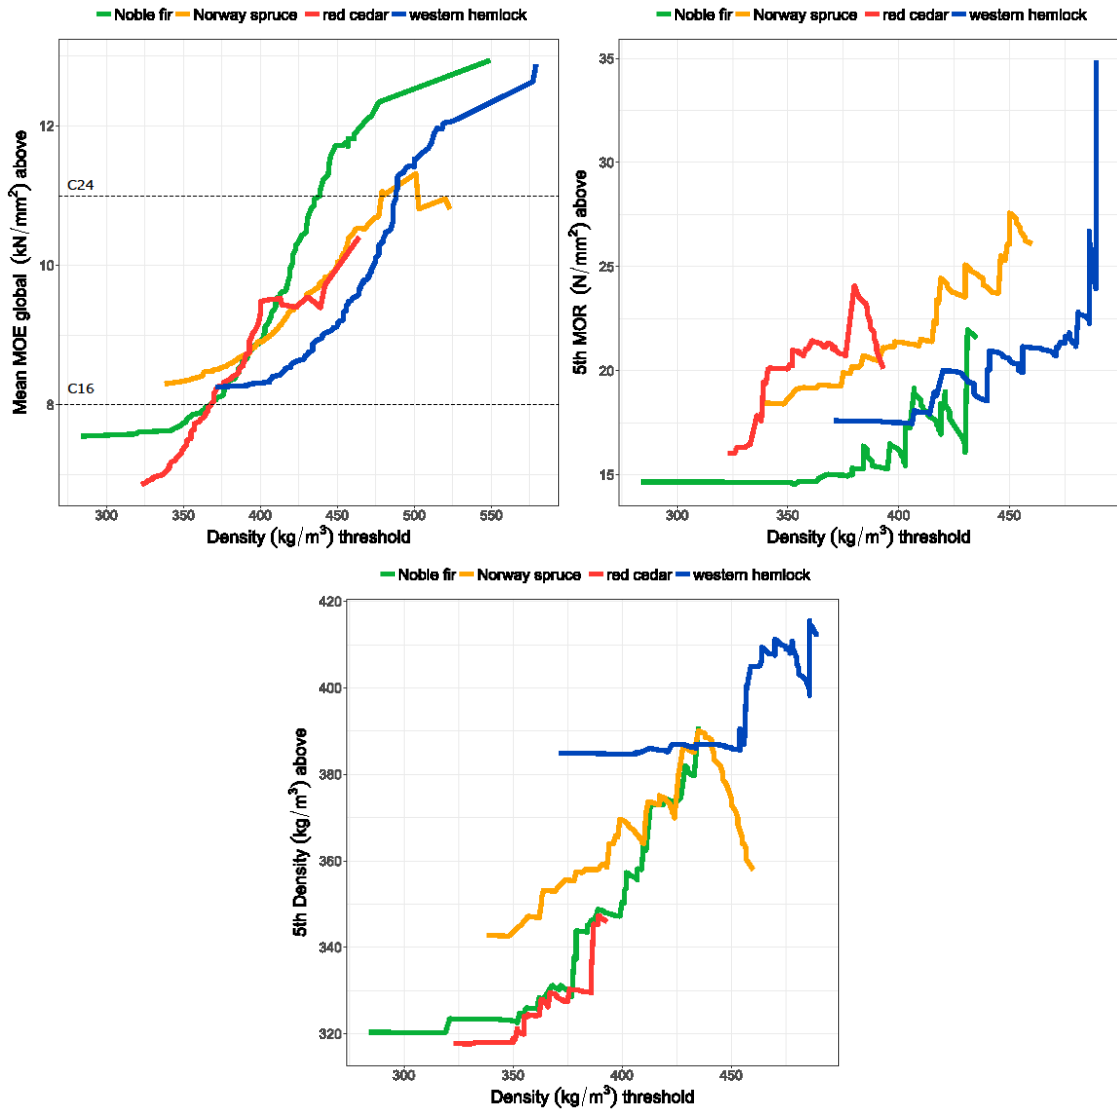 Noble fir Norway spruce red cedar western hemlock
Mean MOE global (kN/mm²) above
12
10
8
C24
C16
300 350 400 450 500 550
Density (kg/m³) threshold
Noble fir Norway spruce red cedar western hemlock
5th MOR (N/mm²) above
35
30
25
20
15
300 350 400 450
Density (kg/m³) threshold
Noble fir Norway spruce red cedar western hemlock
5th Density (kg/m³) above
420
400
380
360
340
320
300 350 400 450
Density (kg/m³) threshold